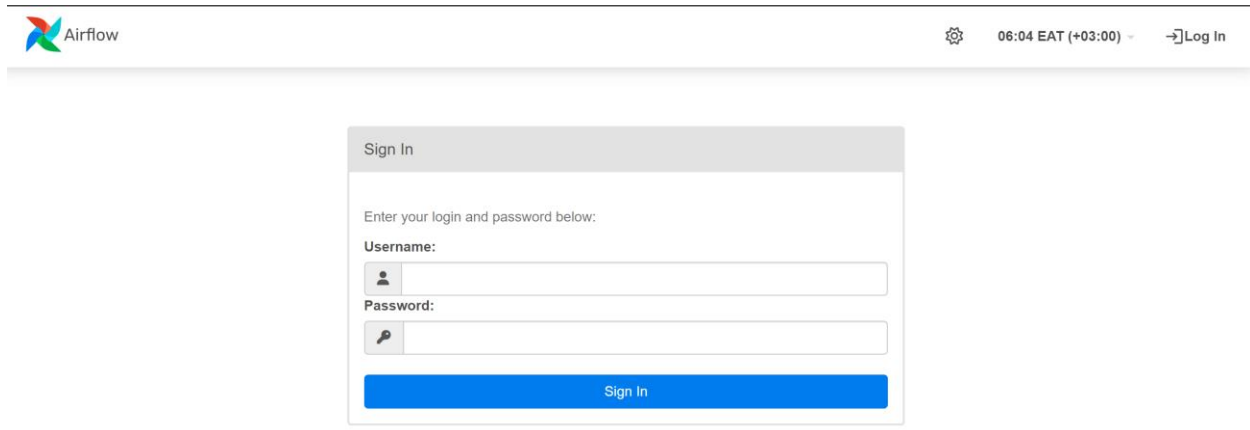 Airflow 06:04 EAT (+03:00) Log In
Sign In
Enter your login and password below:
Username:
Password:
Sign In